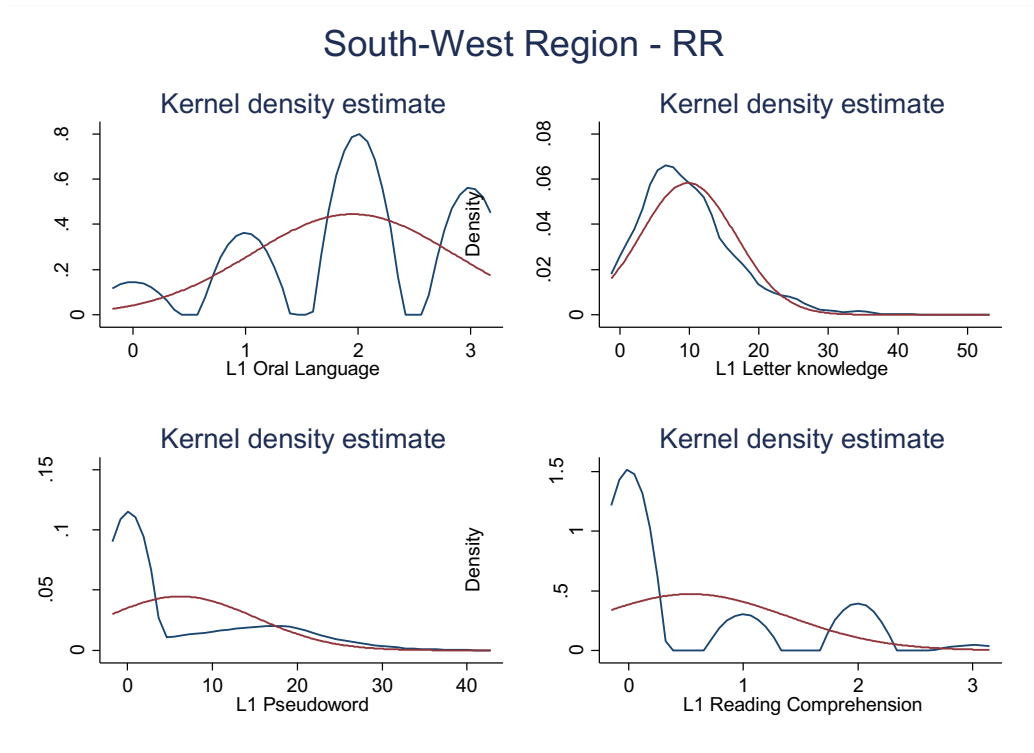 South-West Region - RR
Kernel density estimate
.8
.6
.4
.2
0
0 1 2 3
L1 Oral Language
Kernel density estimate
Density
.08
.06
.04
.02
0
0 10 20 30 40 50
L1 Letter knowledge
Kernel density estimate
.15
.1
.05
0
0 10 20 30 40
L1 Pseudoword
Kernel density estimate
Density
1.5
1
.5
0
0 1 2 3
L1 Reading Comprehension